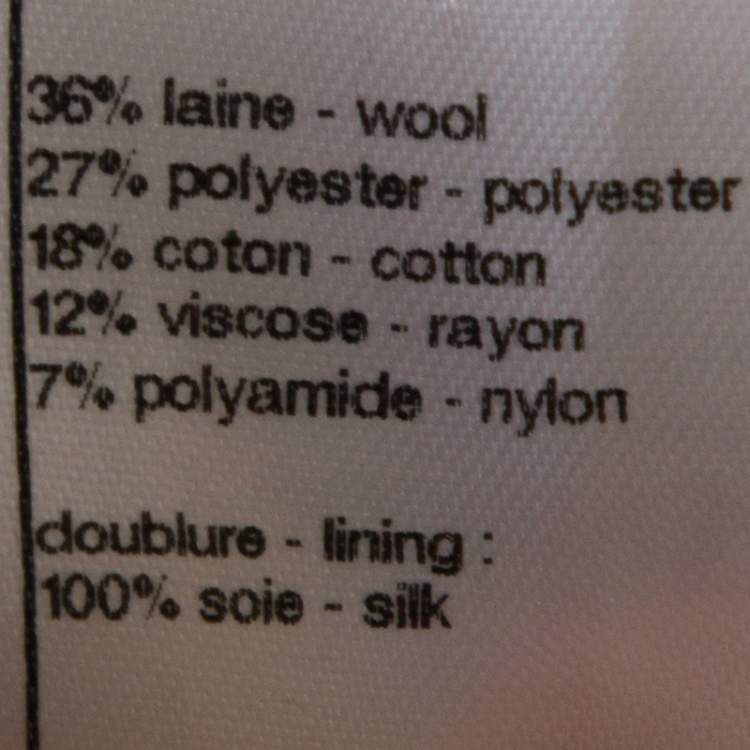 36% laine - wool
27% polyester - polyester
18% coton - cotton
12% viscose - rayon
7% polyamide - nylon
doublure - lining :
100% soie - silk